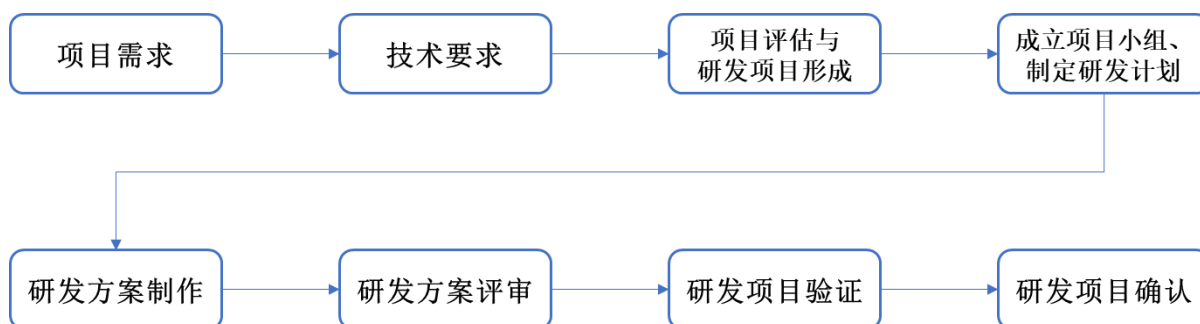 项目需求
技术要求
项目评估与
研发项目形成
成立项目小组、
制定研发计划
研发方案制作
研发方案评审
研发项目验证
研发项目确认